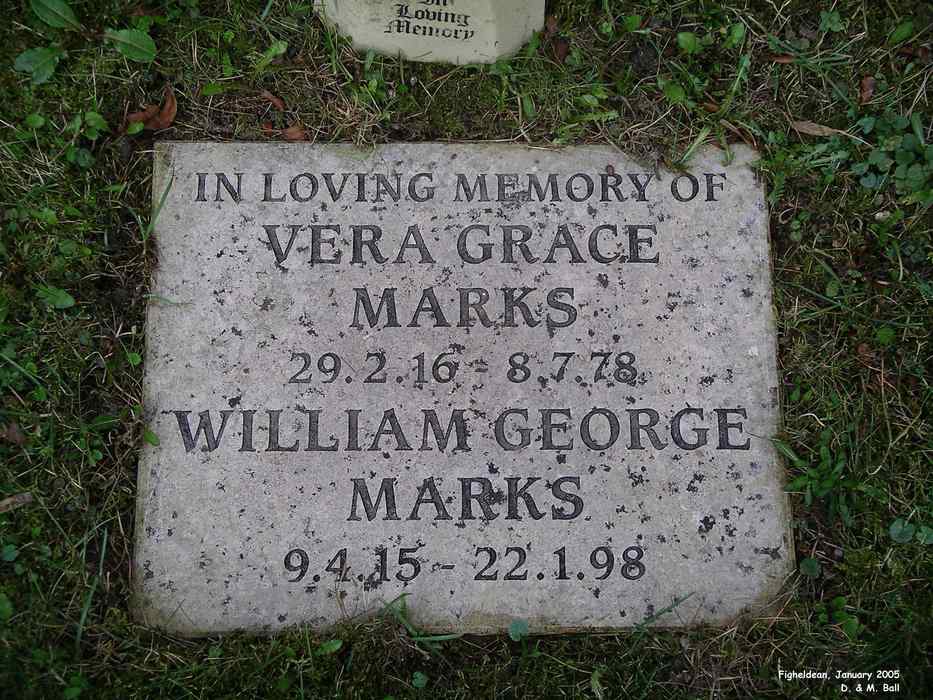 In
Loving
Memory
IN LOVING MEMORY OF
VERA GRACE
MARKS
29.2.16 - 8.7.78
WILLIAM GEORGE
MARKS
9.4.15 - 22.1.98
Figheldean, January 2005
D. & M. Ball